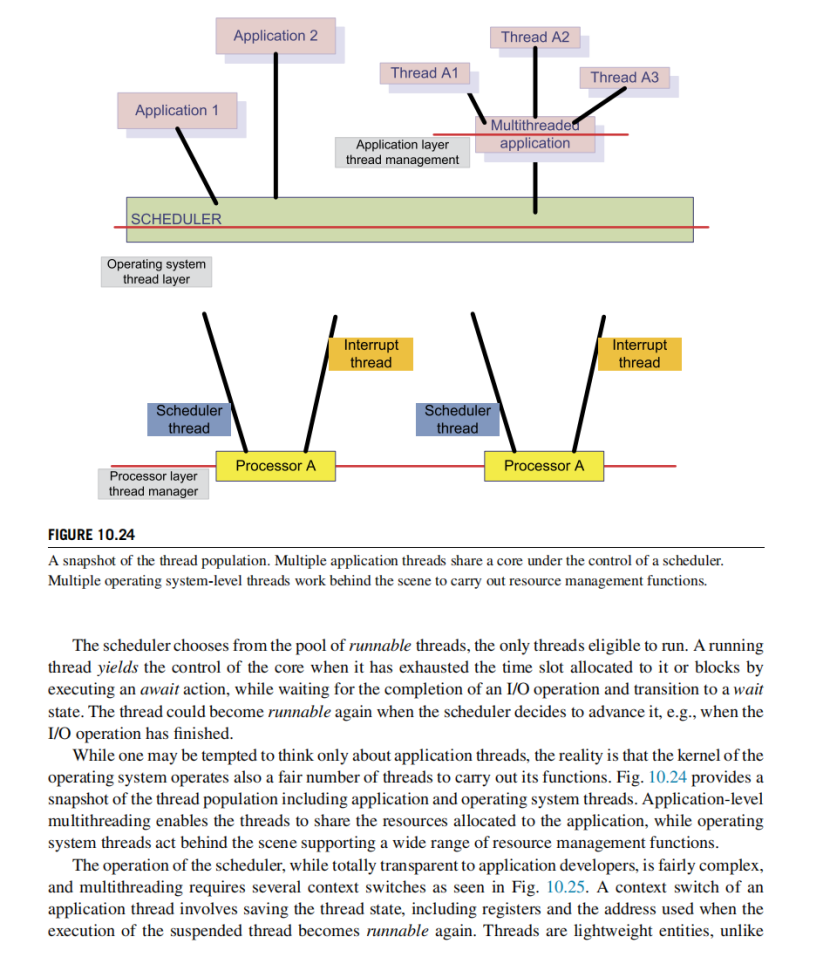 Application 2
Thread A2
Thread A1
Thread A3
Application 1
Multithreaded
application
Application layer
thread management
SCHEDULER
Operating system
thread layer
Interrupt
thread
Interrupt
thread
Scheduler
thread
Scheduler
thread
Processor A
Processor A
Processor layer
thread manager
FIGURE 10.24
A snapshot of the thread population. Multiple application threads share a core under the control of a scheduler.
Multiple operating system-level threads work behind the scene to carry out resource management functions.
The scheduler chooses from the pool of runnable threads, the only threads eligible to run. A running
thread yields the control of the core when it has exhausted the time slot allocated to it or blocks by
executing an await action, while waiting for the completion of an I/O operation and transition to a wait
state. The thread could become runnable again when the scheduler decides to advance it, e.g., when the
I/O operation has finished.
While one may be tempted to think only about application threads, the reality is that the kernel of the
operating system operates also a fair number of threads to carry out its functions. Fig. 10.24 provides a
snapshot of the thread population including application and operating system threads. Application-level
multithreading enables the threads to share the resources allocated to the application, while operating
system threads act behind the scene supporting a wide range of resource management functions.
The operation of the scheduler, while totally transparent to application developers, is fairly complex,
and multithreading requires several context switches as seen in Fig. 10.25. A context switch of an
application thread involves saving the thread state, including registers and the address used when the
execution of the suspended thread becomes runnable again. Threads are lightweight entities, unlike